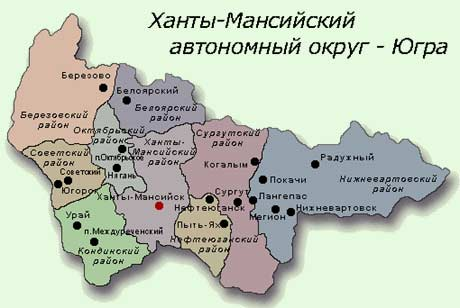 Ханты-Мансийский
автономный округ - Югра
Березово
Белоярский
Березовский
район
Белоярский
район
Октябрьский
район
Ханты-
Мансийский
район
Сургутский
район
Советский
район
п.Октябрьское
Советский
Нягань
Югорск
Когалым
Радужный
Покачи
Нижневартовский
район
Ханты-Мансийск
Сургут
Лангепас
Нефтеюганск
Мегион
Нижневартовск
Урай
п.Междуреченский
Кондинский
район
Пыть-Ях
Нефтеюганский
район